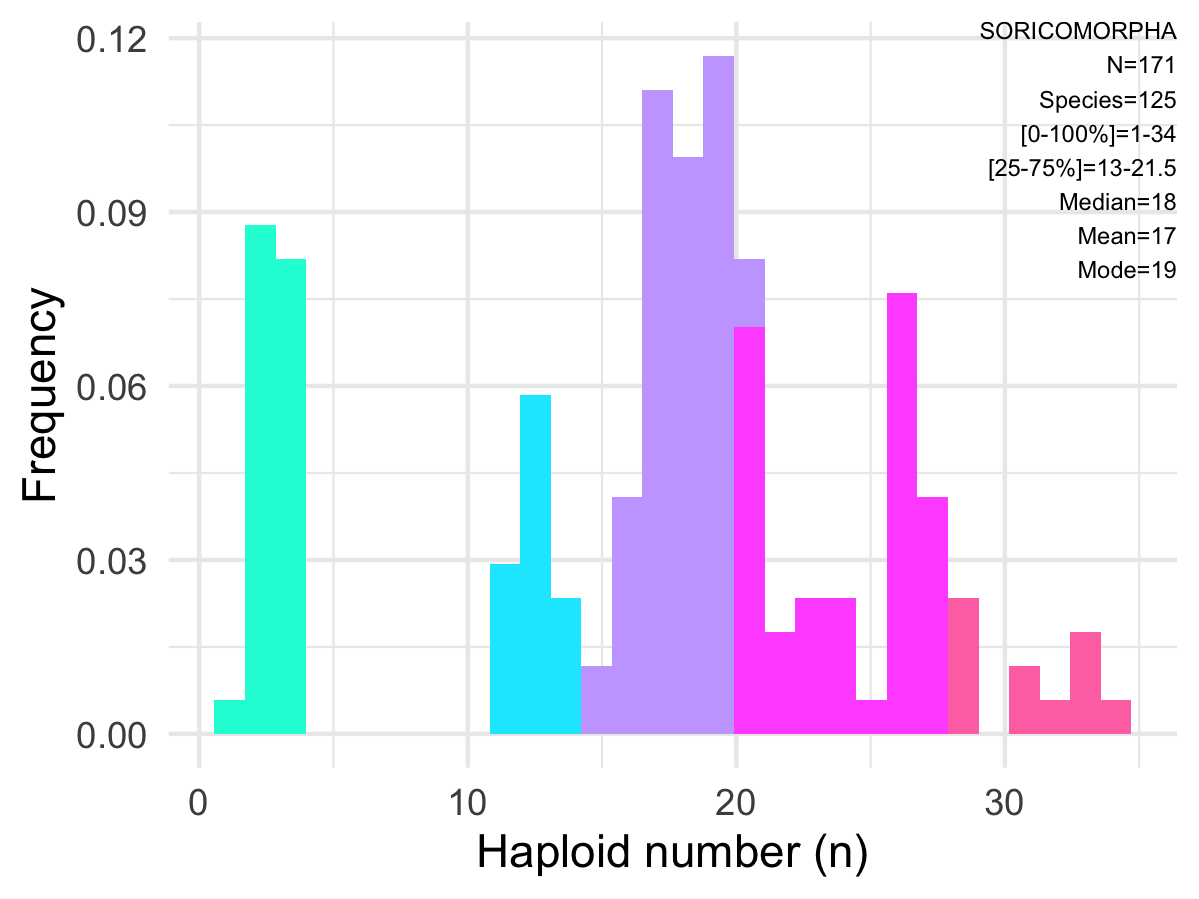 SORICOMORPHA
N=171
Species=125
[0-100%]=1-34
[25-75%]=13-21.5
Median=18
Mean=17
Mode=19
0.12
0.09
0.06
0.03
0.00
Frequency
0 10 20 30
Haploid number (n)